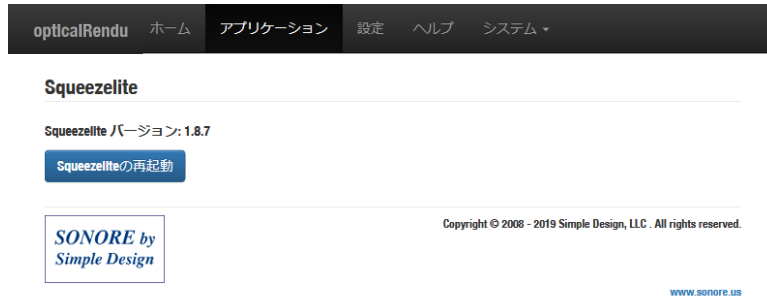 opticalRendu ホーム アプリケーション 設定 ヘルプ システム
Squeezelite
Squeezelite バージョン: 1.8.7
Squeezeliteの再起動
SONORE by
Simple Design
Copyright © 2008 - 2019 Simple Design, LLC . All rights reserved.
www.sonore.us